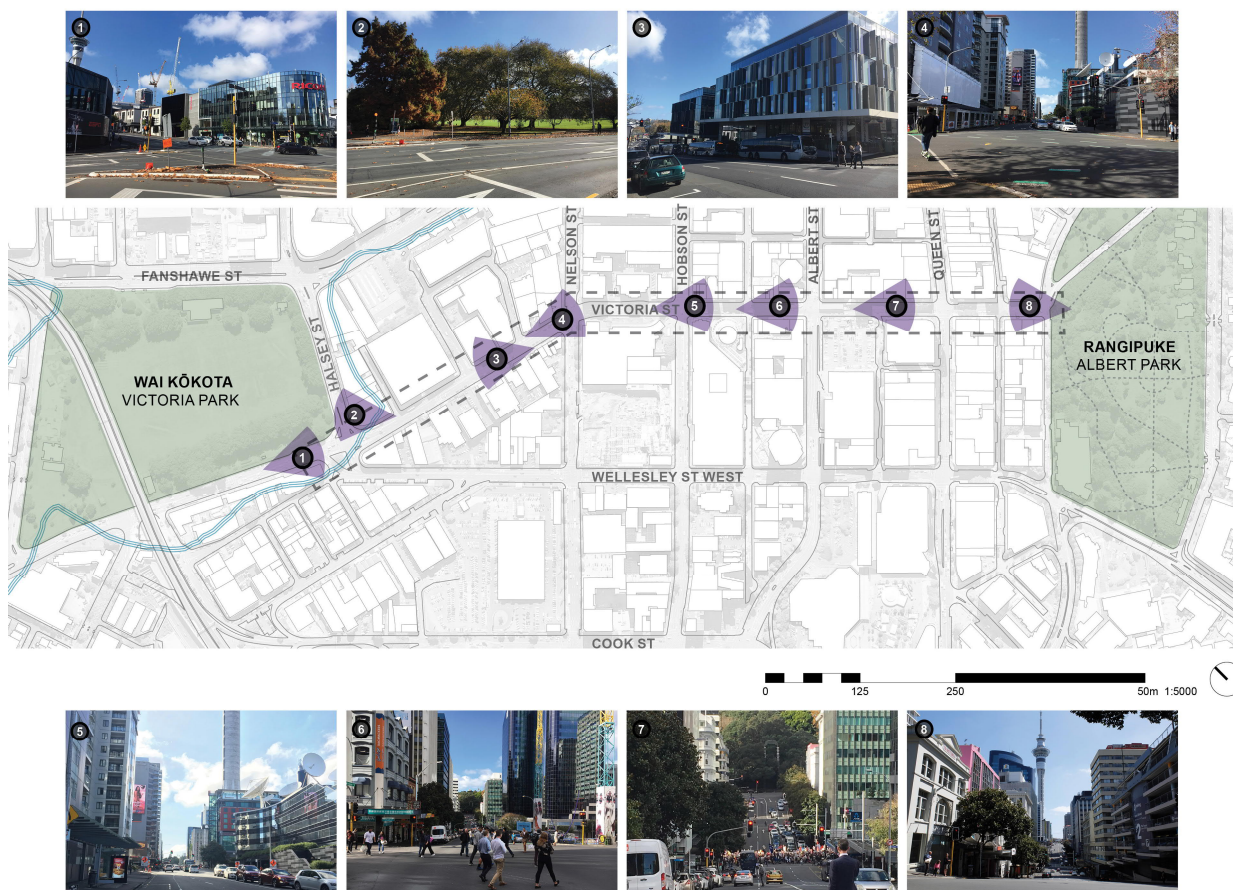 1
2
3
4
RICOH
NELSON ST
HOBSON ST
ALBERT ST
QUEEN ST
FANSHAWE ST
HALSEY ST
VICTORIA ST
WAI KŌKOTA
VICTORIA PARK
RANGIPUKE
ALBERT PARK
1
2
3
4
5
6
7
8
WELLESLEY ST WEST
COOK ST
0
125
250
50m
1:5000
5
6
7
8